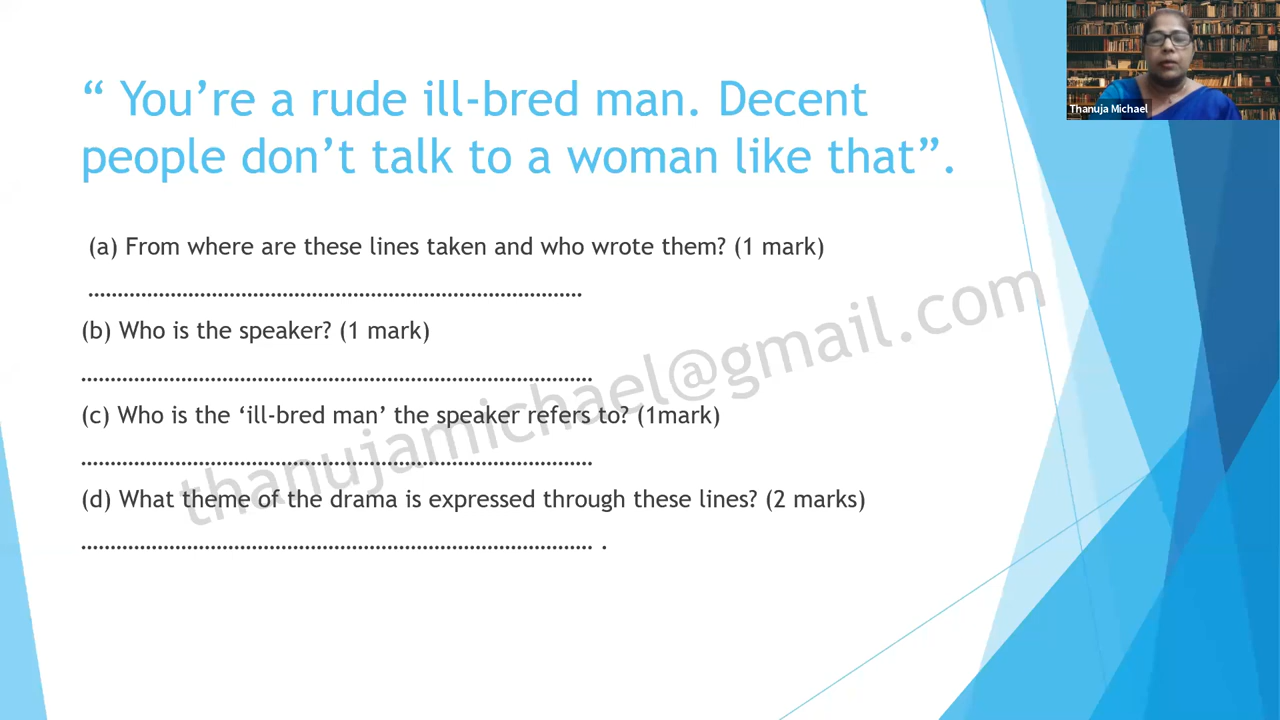 “ You’re a rude ill-bred man. Decent
people don’t talk to a woman like that”.
Thanuja Michael
(a) From where are these lines taken and who wrote them? (1 mark)
....................................................................................
(b) Who is the speaker? (1 mark)
.......................................................................................
(c) Who is the ‘ill-bred man’ the speaker refers to? (1mark)
.......................................................................................
(d) What theme of the drama is expressed through these lines? (2 marks)
....................................................................................... .
thanujamichael@gmail.com